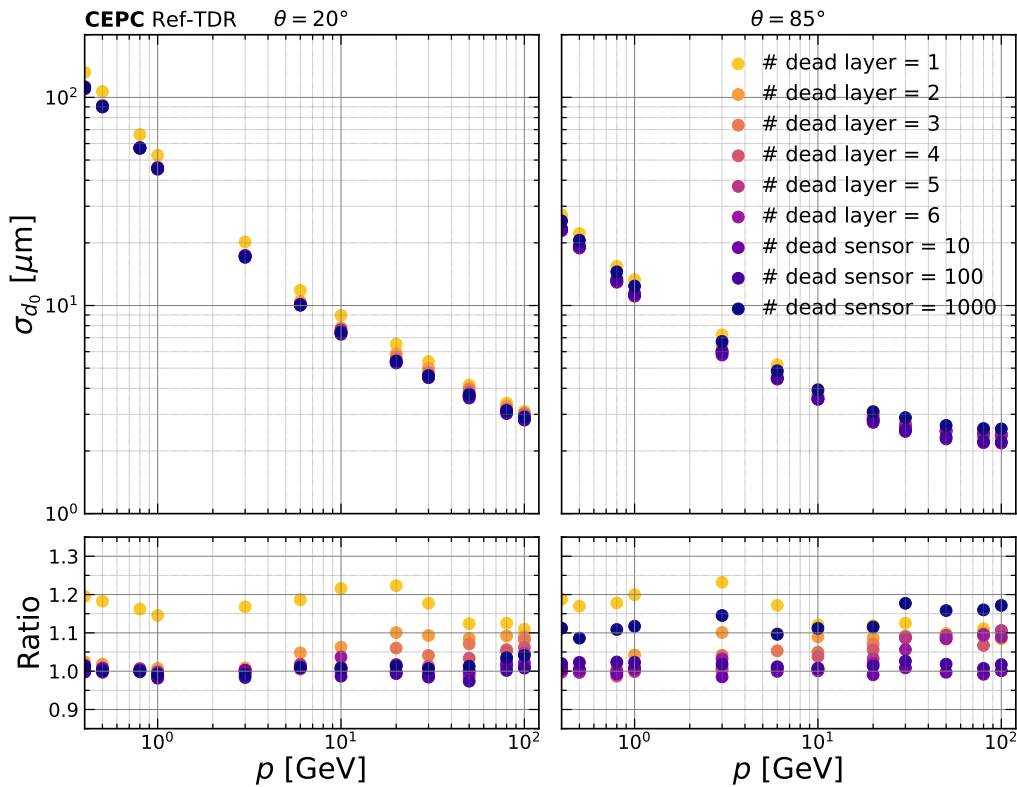 CEPC Ref-TDR θ = 20°
θ = 85°
# dead layer = 1
# dead layer = 2
# dead layer = 3
# dead layer = 4
# dead layer = 5
# dead layer = 6
# dead sensor = 10
# dead sensor = 100
# dead sensor = 1000
σ_{d_0} [μm]
10²
10¹
10⁰
Ratio
1.3
1.2
1.1
1.0
0.9
10⁰ 10¹ 10²
10⁰ 10¹ 10²
p [GeV]
p [GeV]